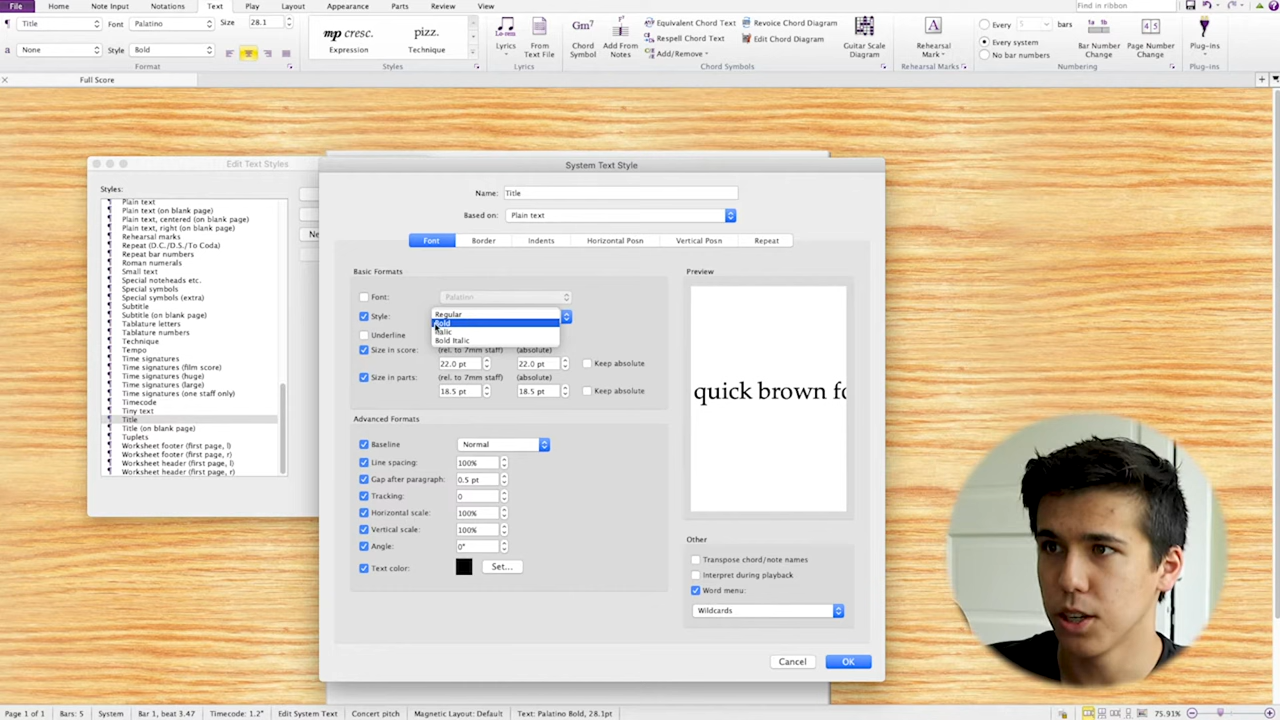 File Home Note Input Notations Text Play Layout Appearance Parts Review View Find in ribbon
Title Font Palatino Size 28.1
None Style Bold
Format
mp cresc. pizz.
Expression Technique
Styles
Lyrics From Text File
Lyrics
Gm⁷ Chord Symbol Add From Notes
Equivalent Chord Text Revoice Chord Diagram
Respell Chord Text Edit Chord Diagram
Add/Remove
Chord Symbols
Guitar Scale Diagram
A Rehearsal Mark
Rehearsal Marks
Every 5 bars
Every system
No bar numbers
Bar Number Change Page Number Change
Numbering
Plug-ins
Plug-ins
Full Score
Edit Text Styles
Styles:
Plain text
Plain text (on blank page)
Plain text, centered (on blank page)
Plain text, right (on blank page)
Rehearsal marks
Repeat (D.C./D.S./To Coda)
Repeat bar numbers
Roman numerals
Small text
Special noteheads etc.
Special symbols
Special symbols (extra)
Subtitle
Subtitle (on blank page)
Tablature letters
Tablature numbers
Technique
Tempo
Time signatures
Time signatures (film score)
Time signatures (huge)
Time signatures (large)
Time signatures (one staff only)
Timecode
Tiny text
Title
Title (on blank page)
Tuplets
Worksheet footer (first page, l)
Worksheet footer (first page, r)
Worksheet header (first page, l)
Worksheet header (first page, r)
Ne
System Text Style
Name: Title
Based on: Plain text
Font Border Indents Horizontal Posn Vertical Posn Repeat
Basic Formats
Font: Palatino
Style:
Regular
Bold
Italic
Bold Italic
Underline
Size in score: (rel. to 7mm staff) (absolute)
22.0 pt 22.0 pt Keep absolute
Size in parts: (rel. to 7mm staff) (absolute)
18.5 pt 18.5 pt Keep absolute
Advanced Formats
Baseline Normal
Line spacing: 100%
Gap after paragraph: 0.5 pt
Tracking: 0
Horizontal scale: 100%
Vertical scale: 100%
Angle: 0°
Text color: Set...
Preview
quick brown fo
Other
Transpose chord/note names
Interpret during playback
Word menu:
Wildcards
Cancel OK
Page 1 of 1 Bars: 5 System Bar 1, beat 3.47 Timecode: 1.2" Edit System Text Concert pitch Magnetic Layout: Default Text: Palatino Bold, 28.1pt 75.91%